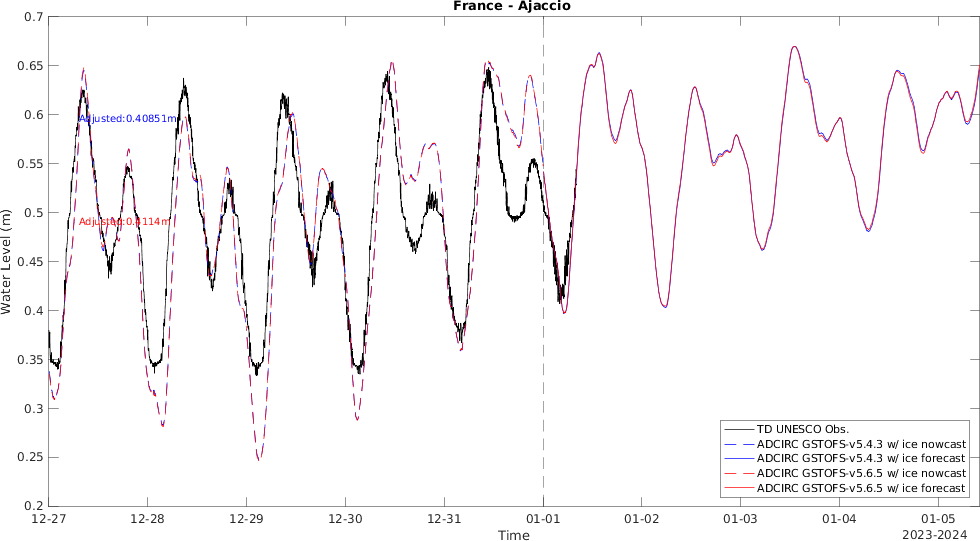 France - Ajaccio
0.7
0.65
0.6
0.55
0.5
0.45
0.4
0.35
0.3
0.25
0.2
Water Level (m)
Adjusted:0.40851m
Adjusted:0.4114m
TD UNESCO Obs.
ADCIRC GSTOFS-v5.4.3 w/ ice nowcast
ADCIRC GSTOFS-v5.4.3 w/ ice forecast
ADCIRC GSTOFS-v5.6.5 w/ ice nowcast
ADCIRC GSTOFS-v5.6.5 w/ ice forecast
12-27 12-28 12-29 12-30 12-31 01-01 01-02 01-03 01-04 01-05
Time
2023-2024